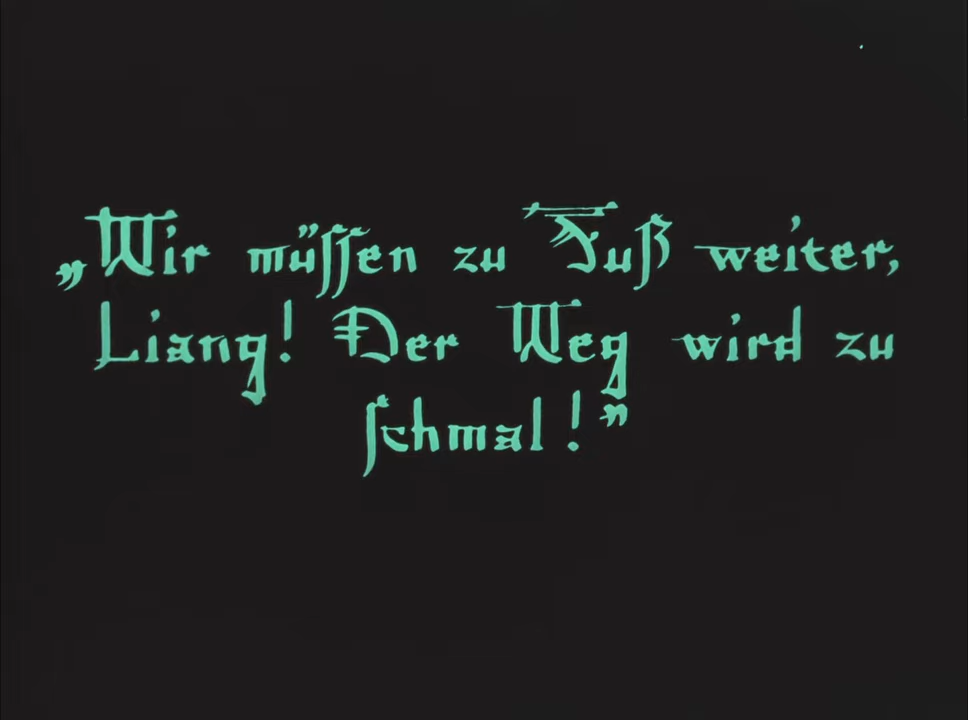 „Wir müſſen zu Fuß weiter,
Liang! Der Weg wird zu
ſchmal!”